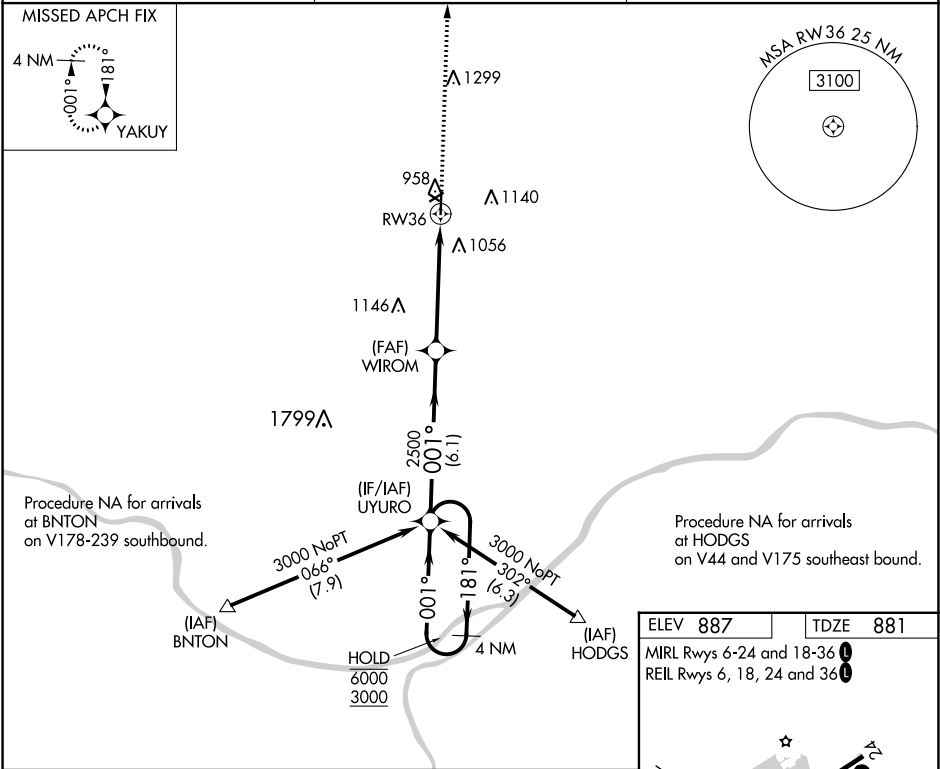 MISSED APCH FIX
4 NM
001°
181°
YAKUY
MSA RW36 25 NM
3100
1299
958
1140
RW36
1056
1146
(FAF)
WIROM
1799
2500
001°
(6.1)
(IF/IAF)
UYURO
Procedure NA for arrivals
at BNTON
on V178-239 southbound.
Procedure NA for arrivals
at HODGS
on V44 and V175 southeast bound.
3000 NoPT
066°
(7.9)
3000 NoPT
302°
(6.3)
001°
181°
(IAF)
BNTON
(IAF)
HODGS
4 NM
HOLD
6000
3000
ELEV 887
TDZE 881
MIRL Rwys 6-24 and 18-36 L
REIL Rwys 6, 18, 24 and 36 L
24